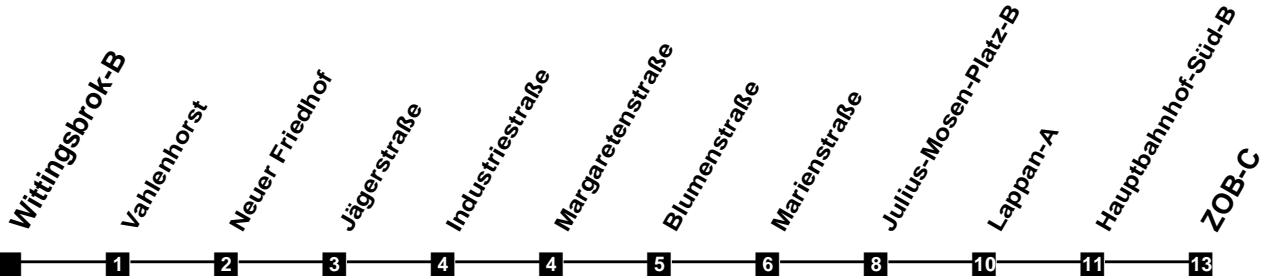 Wittingsbrok-B
Vahlenhorst
Neuer Friedhof
Jägerstraße
Industriestraße
Margaretenstraße
Blumenstraße
Marienstraße
Julius-Mosen-Platz-B
Lappan-A
Hauptbahnhof-Süd-B
ZOB-C
1 2 3 4 4 5 6 8 10 11 13